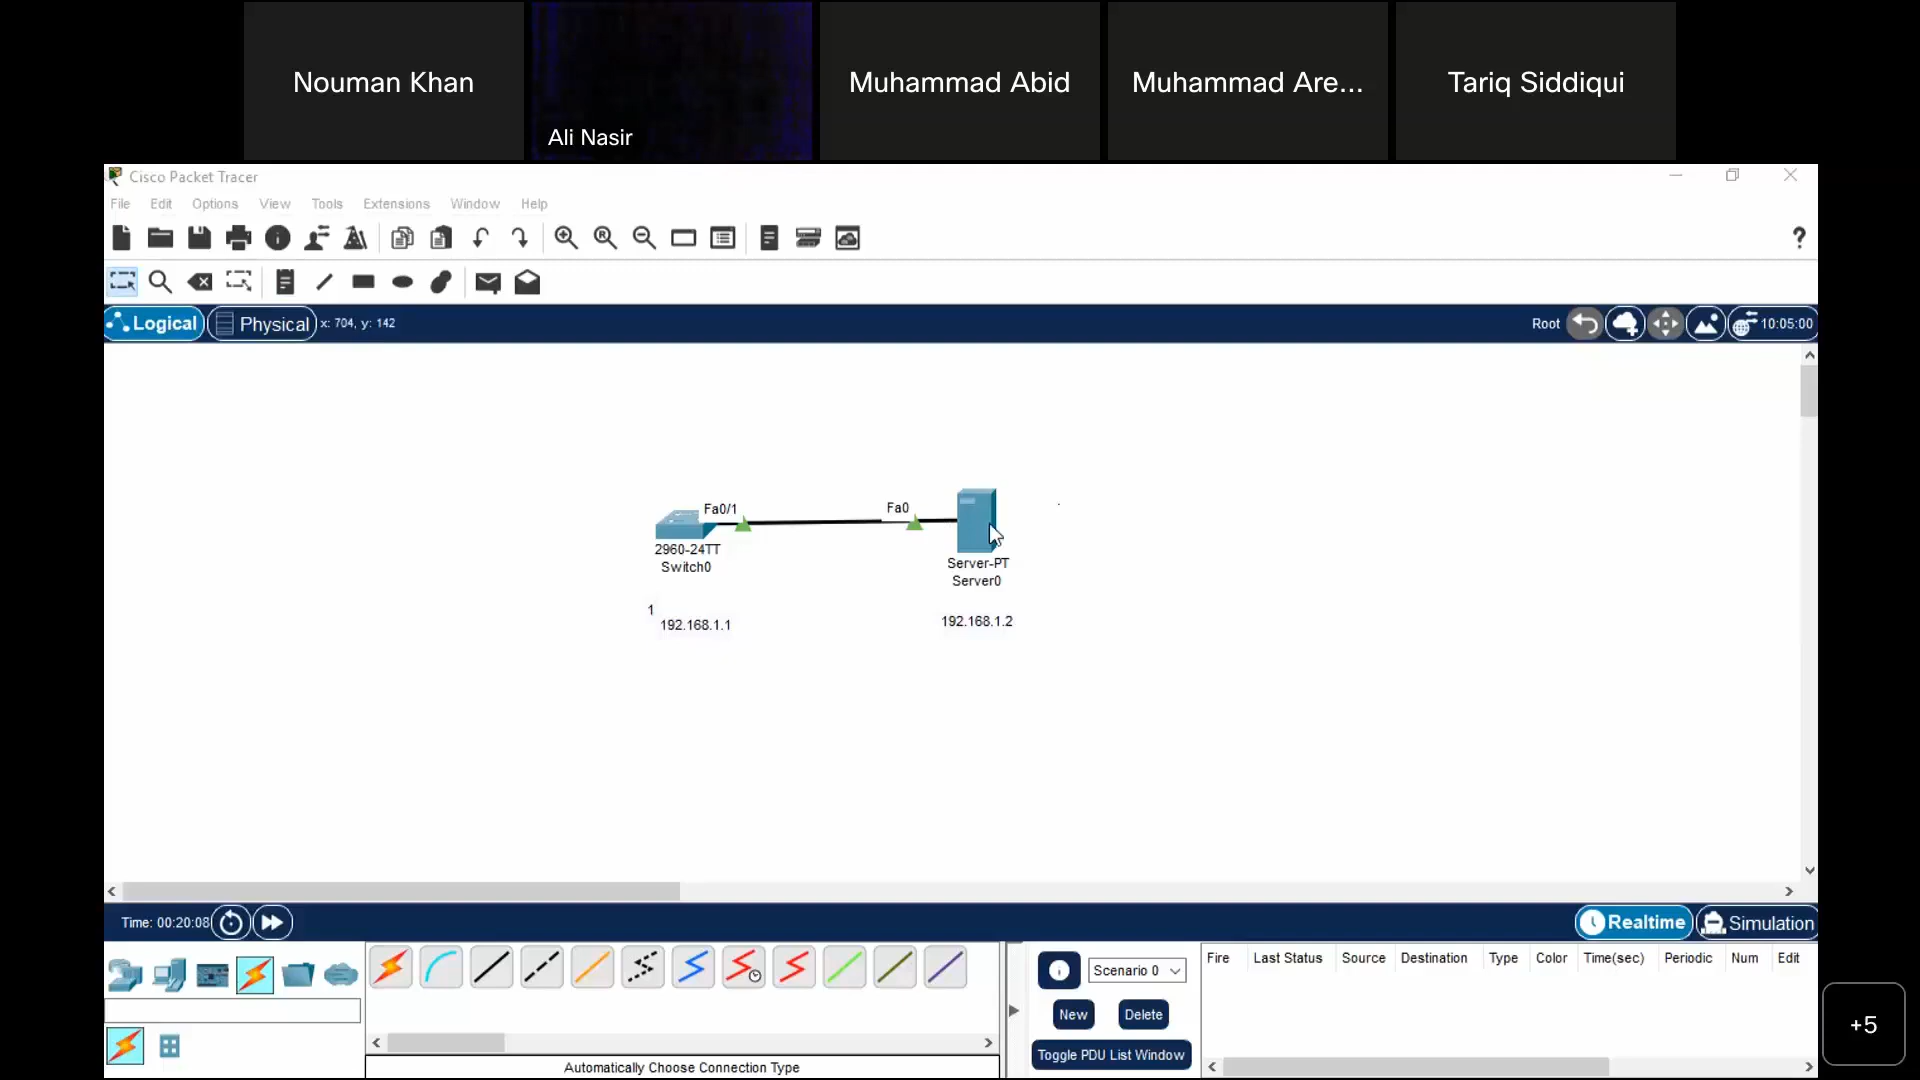 Nouman Khan
Ali Nasir
Muhammad Abid
Muhammad Are...
Tariq Siddiqui
Cisco Packet Tracer
File Edit Options View Tools Extensions Window Help
Logical Physical x: 704, y: 142 Root 10:05:00
Fa0/1 Fa0
2960-24TT
Switch0
Server-PT
Server0
1
192.168.1.1
192.168.1.2
Time: 00:20:08 Realtime Simulation
Scenario 0
New Delete
Toggle PDU List Window
Fire Last Status Source Destination Type Color Time(sec) Periodic Num Edit
Automatically Choose Connection Type
+5